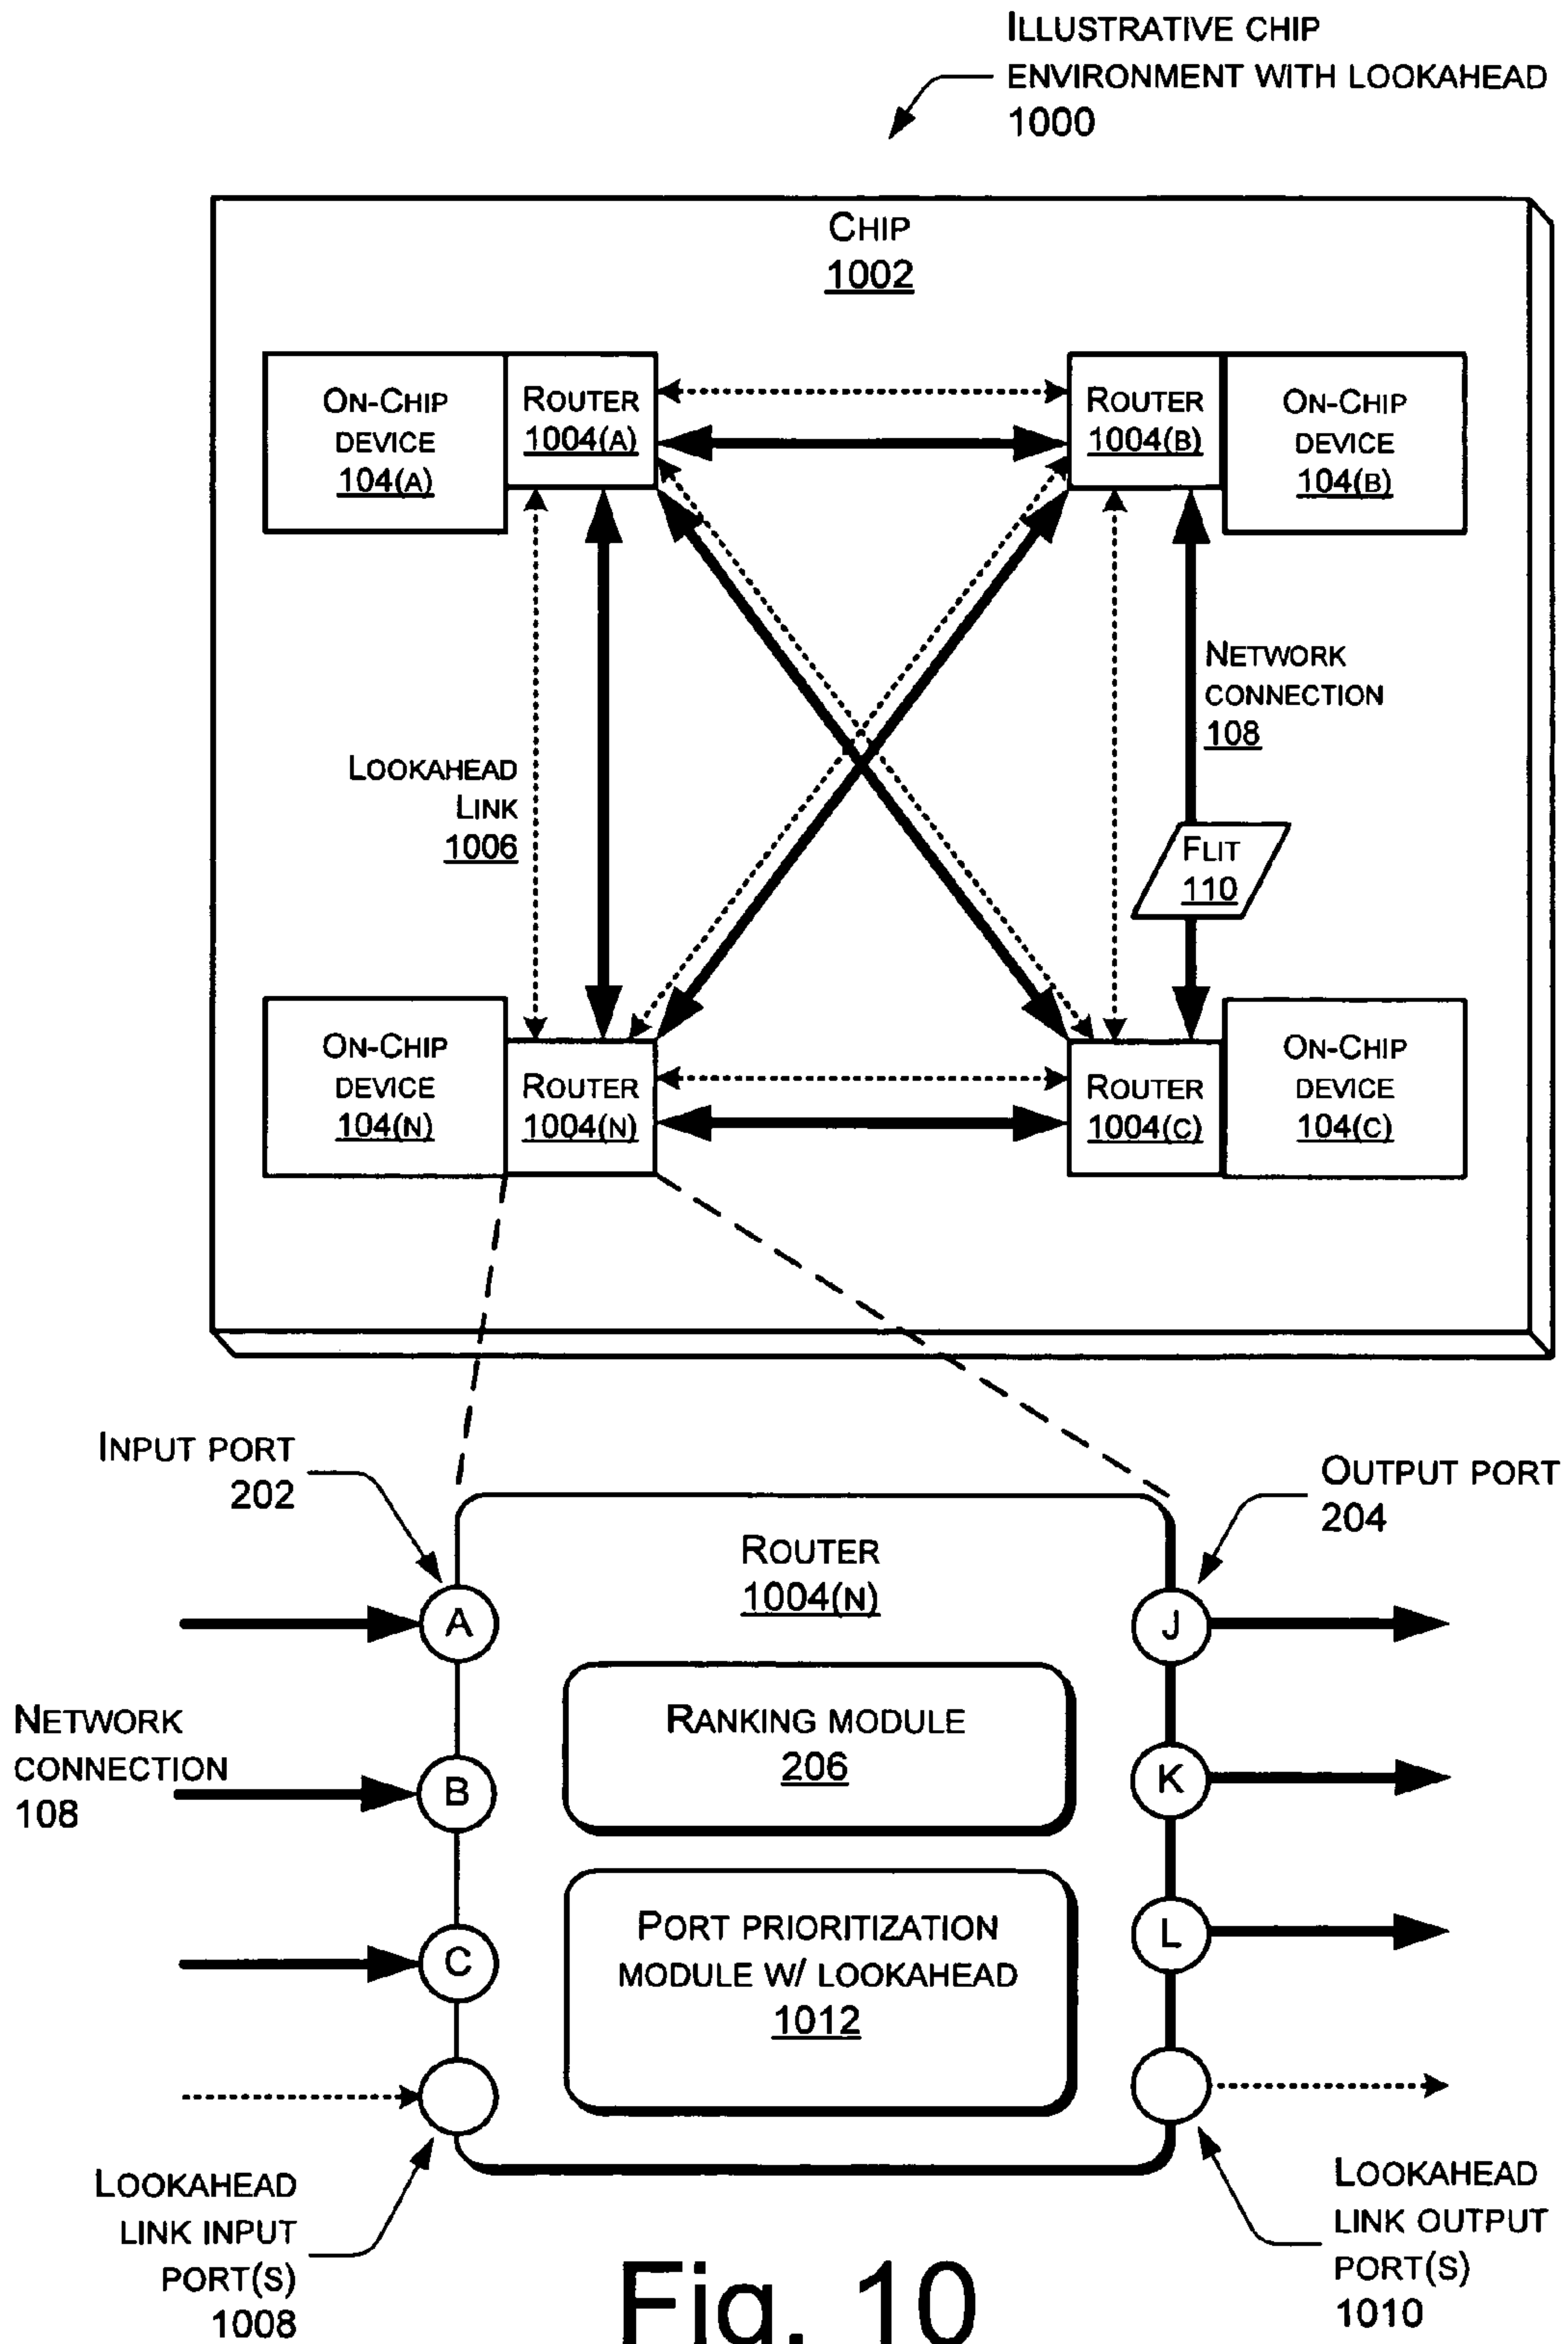 ILLUSTRATIVE CHIP
ENVIRONMENT WITH LOOKAHEAD
1000
CHIP
1002
ON-CHIP
DEVICE
104(A)
ROUTER
1004(A)
ROUTER
1004(B)
ON-CHIP
DEVICE
104(B)
NETWORK
CONNECTION
108
LOOKAHEAD
LINK
1006
FLIT
110
ON-CHIP
DEVICE
104(N)
ROUTER
1004(N)
ROUTER
1004(C)
ON-CHIP
DEVICE
104(C)
INPUT PORT
202
OUTPUT PORT
204
ROUTER
1004(N)
A
J
RANKING MODULE
206
NETWORK
CONNECTION
108
B
K
PORT PRIORITIZATION
MODULE W/ LOOKAHEAD
1012
C
L
LOOKAHEAD
LINK INPUT
PORT(S)
1008
LOOKAHEAD
LINK OUTPUT
PORT(S)
1010
Fig. 10